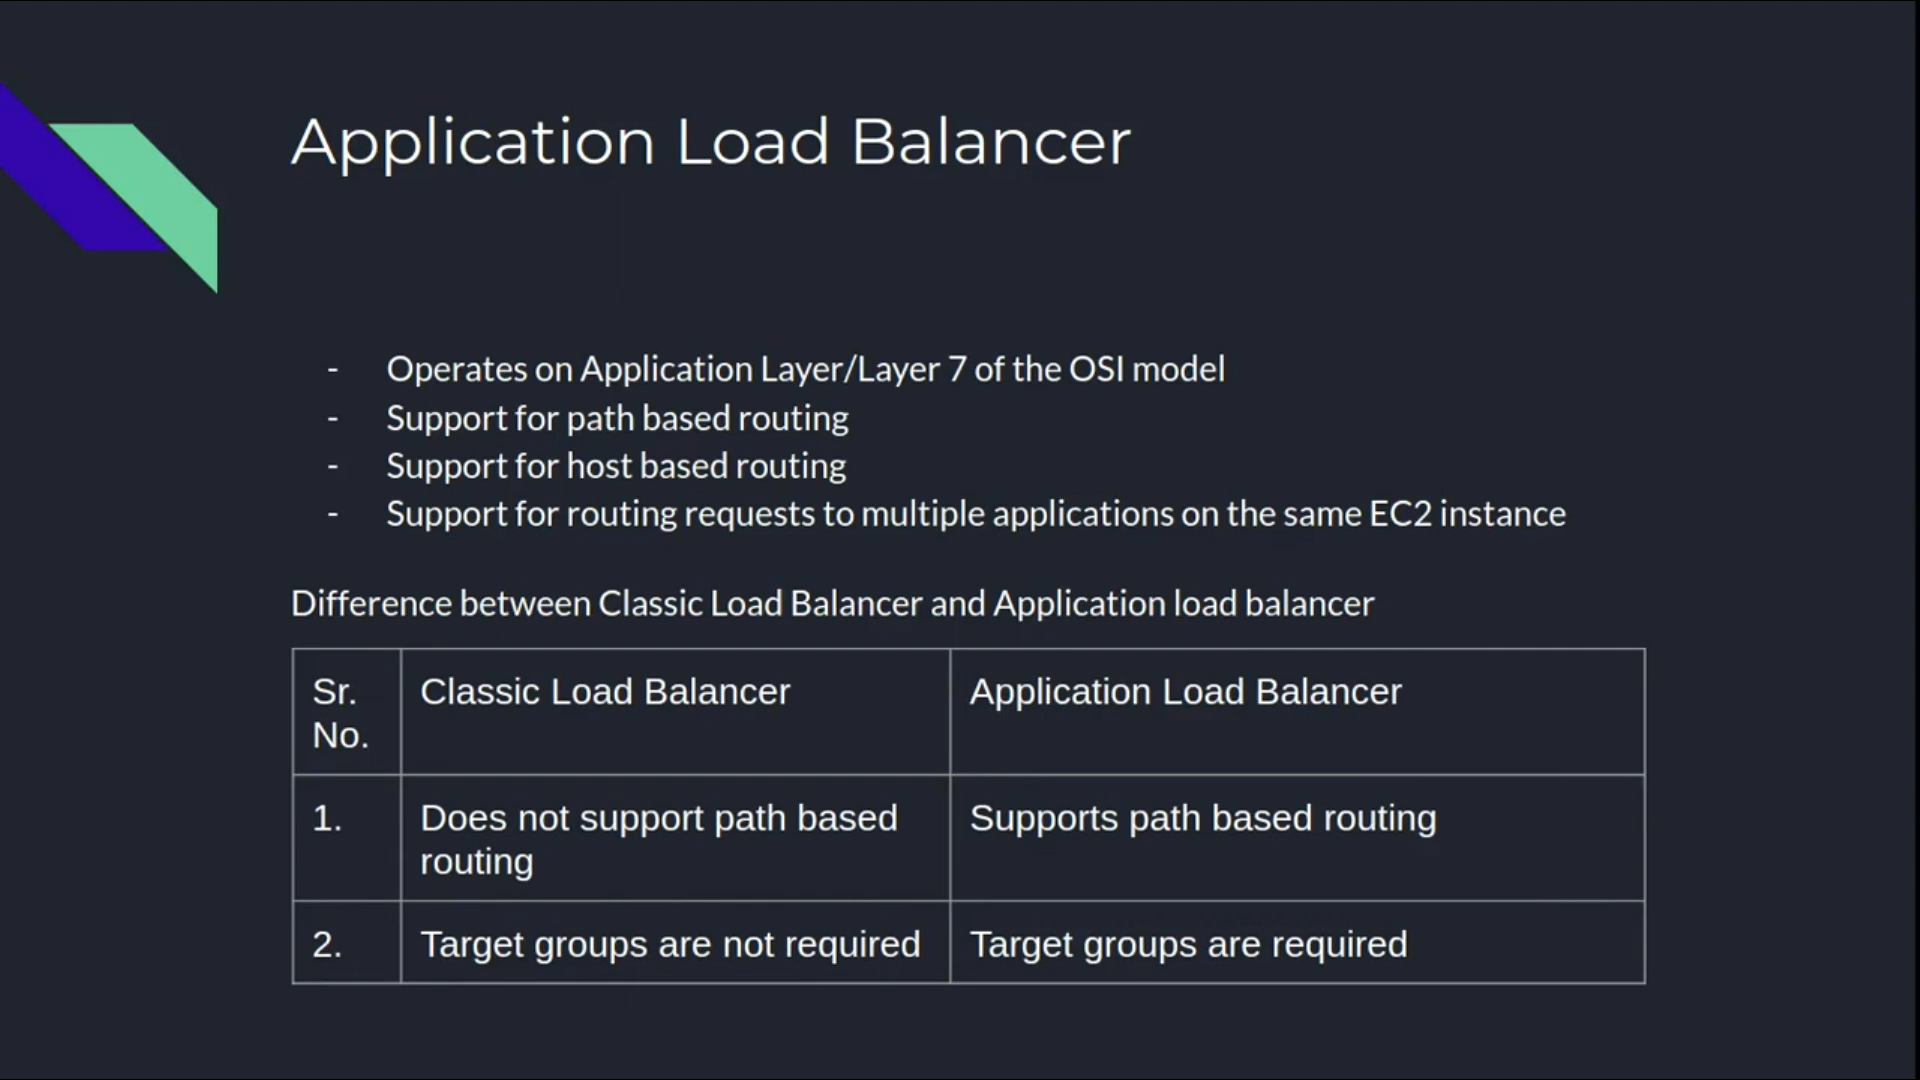 Application Load Balancer
- Operates on Application Layer/Layer 7 of the OSI model
- Support for path based routing
- Support for host based routing
- Support for routing requests to multiple applications on the same EC2 instance
Difference between Classic Load Balancer and Application load balancer
Sr.
No.
Classic Load Balancer
Application Load Balancer
1.
Does not support path based
routing
Supports path based routing
2.
Target groups are not required
Target groups are required